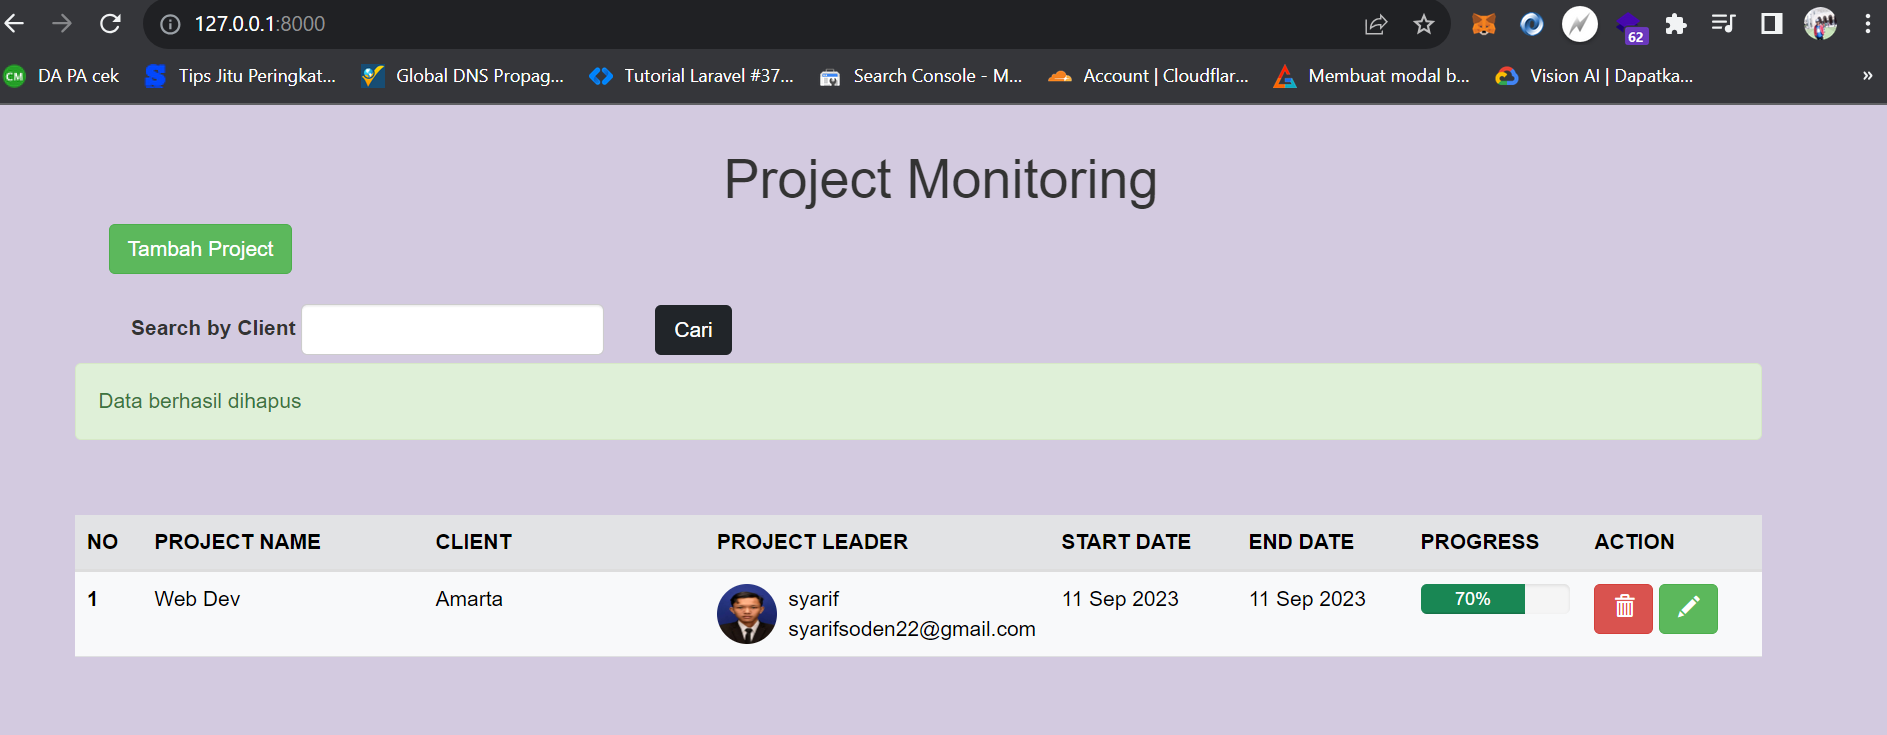 127.0.0.1:8000
62
CM DA PA cek Tips Jitu Peringkat... Global DNS Propag... Tutorial Laravel #37... Search Console - M... Account | Cloudflar... Membuat modal b... Vision AI | Dapatka... »
Project Monitoring
Tambah Project
Search by Client Cari
Data berhasil dihapus
NO PROJECT NAME CLIENT PROJECT LEADER START DATE END DATE PROGRESS ACTION
1 Web Dev Amarta syarif 11 Sep 2023 11 Sep 2023 70%
syarifsoden22@gmail.com